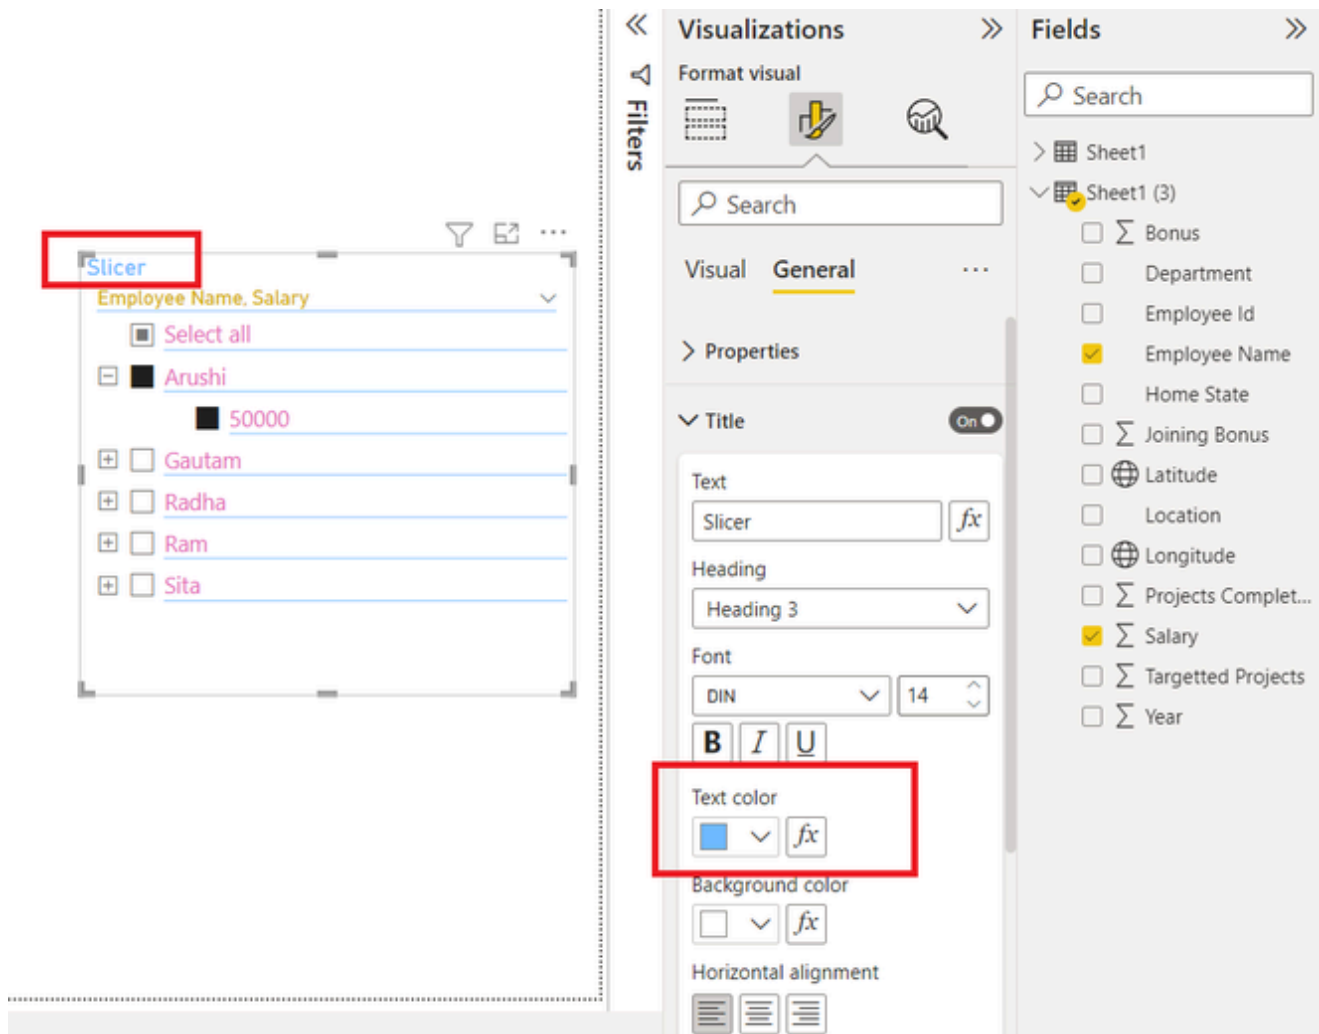 Slicer
Employee Name, Salary
Select all
Arushi
50000
Gautam
Radha
Ram
Sita
Filters
Visualizations
Format visual
Search
Visual General
Properties
Title On
Text
Slicer fx
Heading
Heading 3
Font
DIN 14
B I U
Text color
fx
Background color
fx
Horizontal alignment
Fields
Search
Sheet1
Sheet1 (3)
∑ Bonus
Department
Employee Id
Employee Name
Home State
∑ Joining Bonus
Latitude
Location
Longitude
∑ Projects Complet...
∑ Salary
∑ Targetted Projects
∑ Year